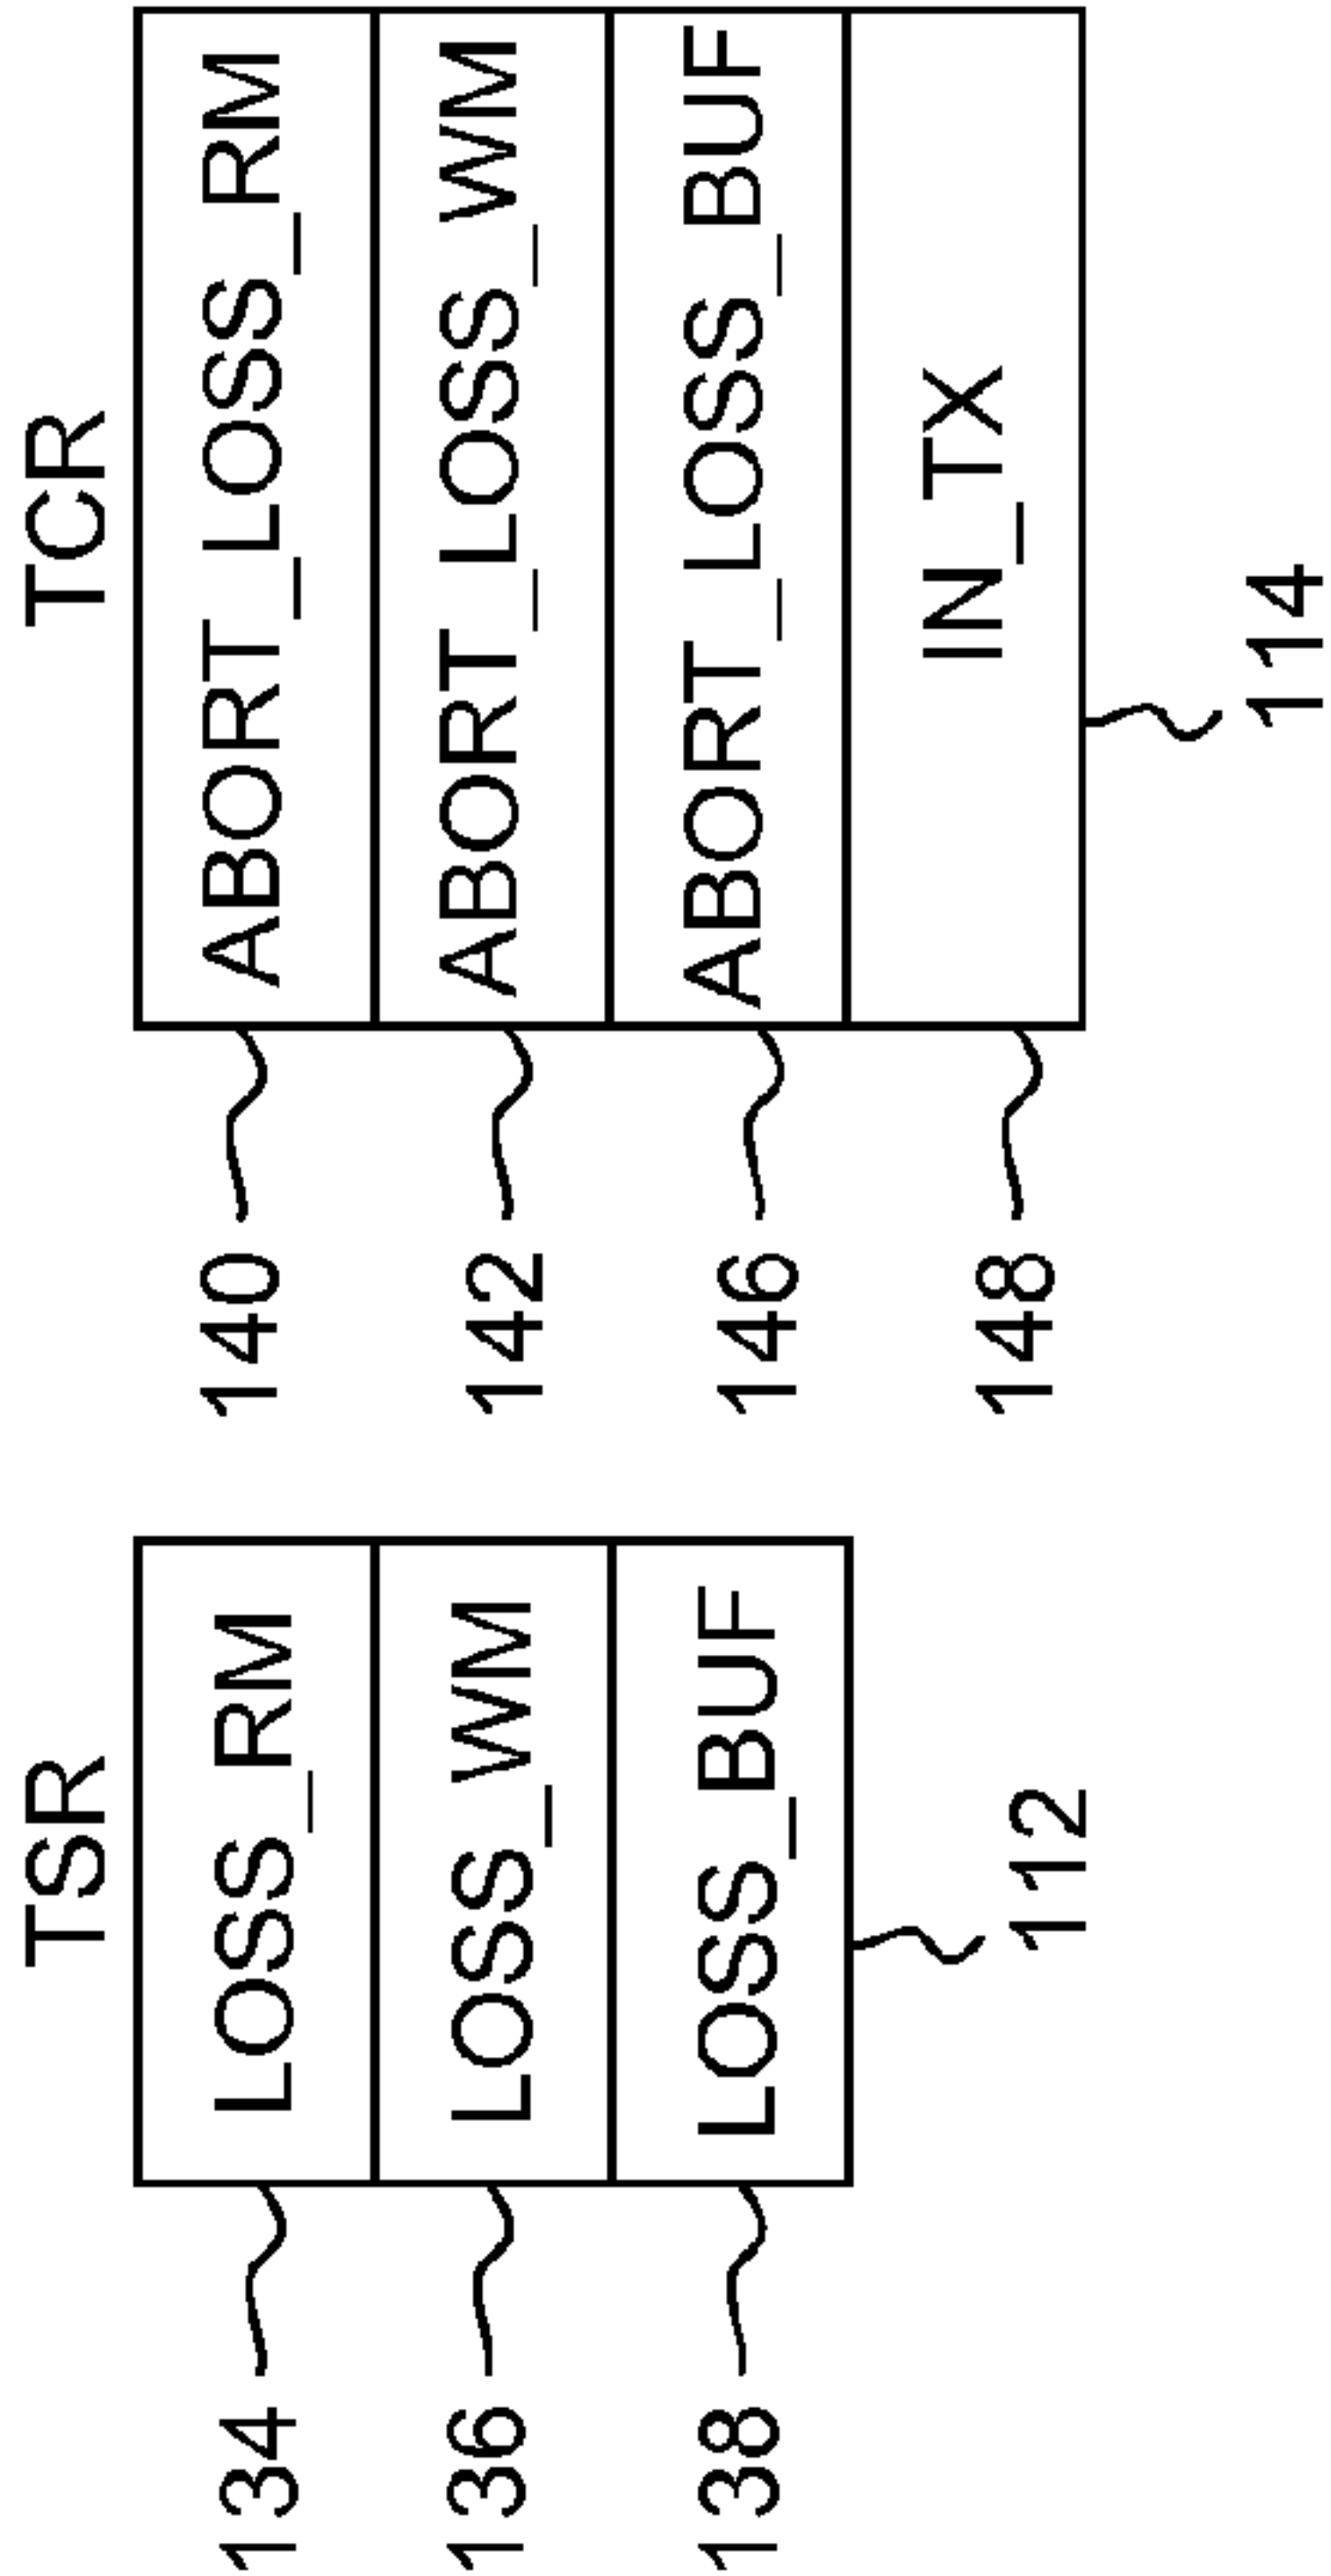 TSR
134 LOSS_RM
136 LOSS_WM
138 LOSS_BUF
112
TCR
140 ABORT_LOSS_RM
142 ABORT_LOSS_WM
146 ABORT_LOSS_BUF
148 IN_TX
114